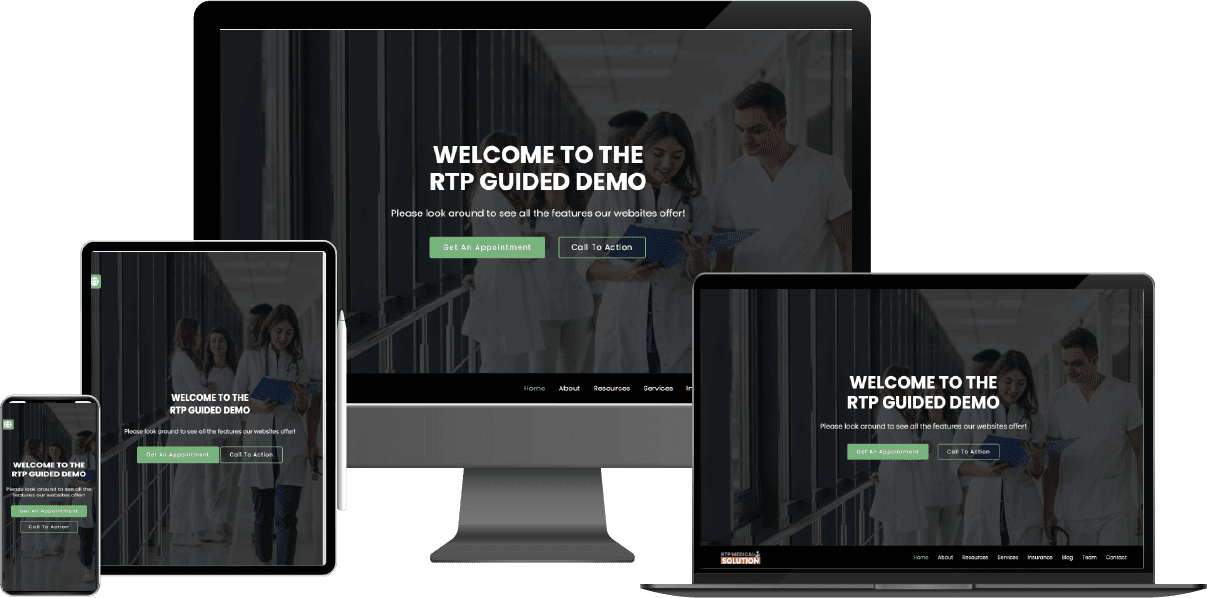 WELCOME TO THE
RTP GUIDED DEMO
Please look around to see all the features our websites offer!
Get An Appointment
Call To Action
Home About Resources Services
WELCOME TO THE
RTP GUIDED DEMO
Please look around to see all the features our websites offer!
Get An Appointment
Call To Action
WELCOME TO THE
RTP GUIDED DEMO
Please look around to see all the
features our websites offer!
Get An Appointment
Call To Action
WELCOME TO THE
RTP GUIDED DEMO
Please look around to see all the features our websites offer!
Get An Appointment
Call To Action
RTP MEDICAL
SOLUTION
Home About Resources Services Insurance Blog Team Contact